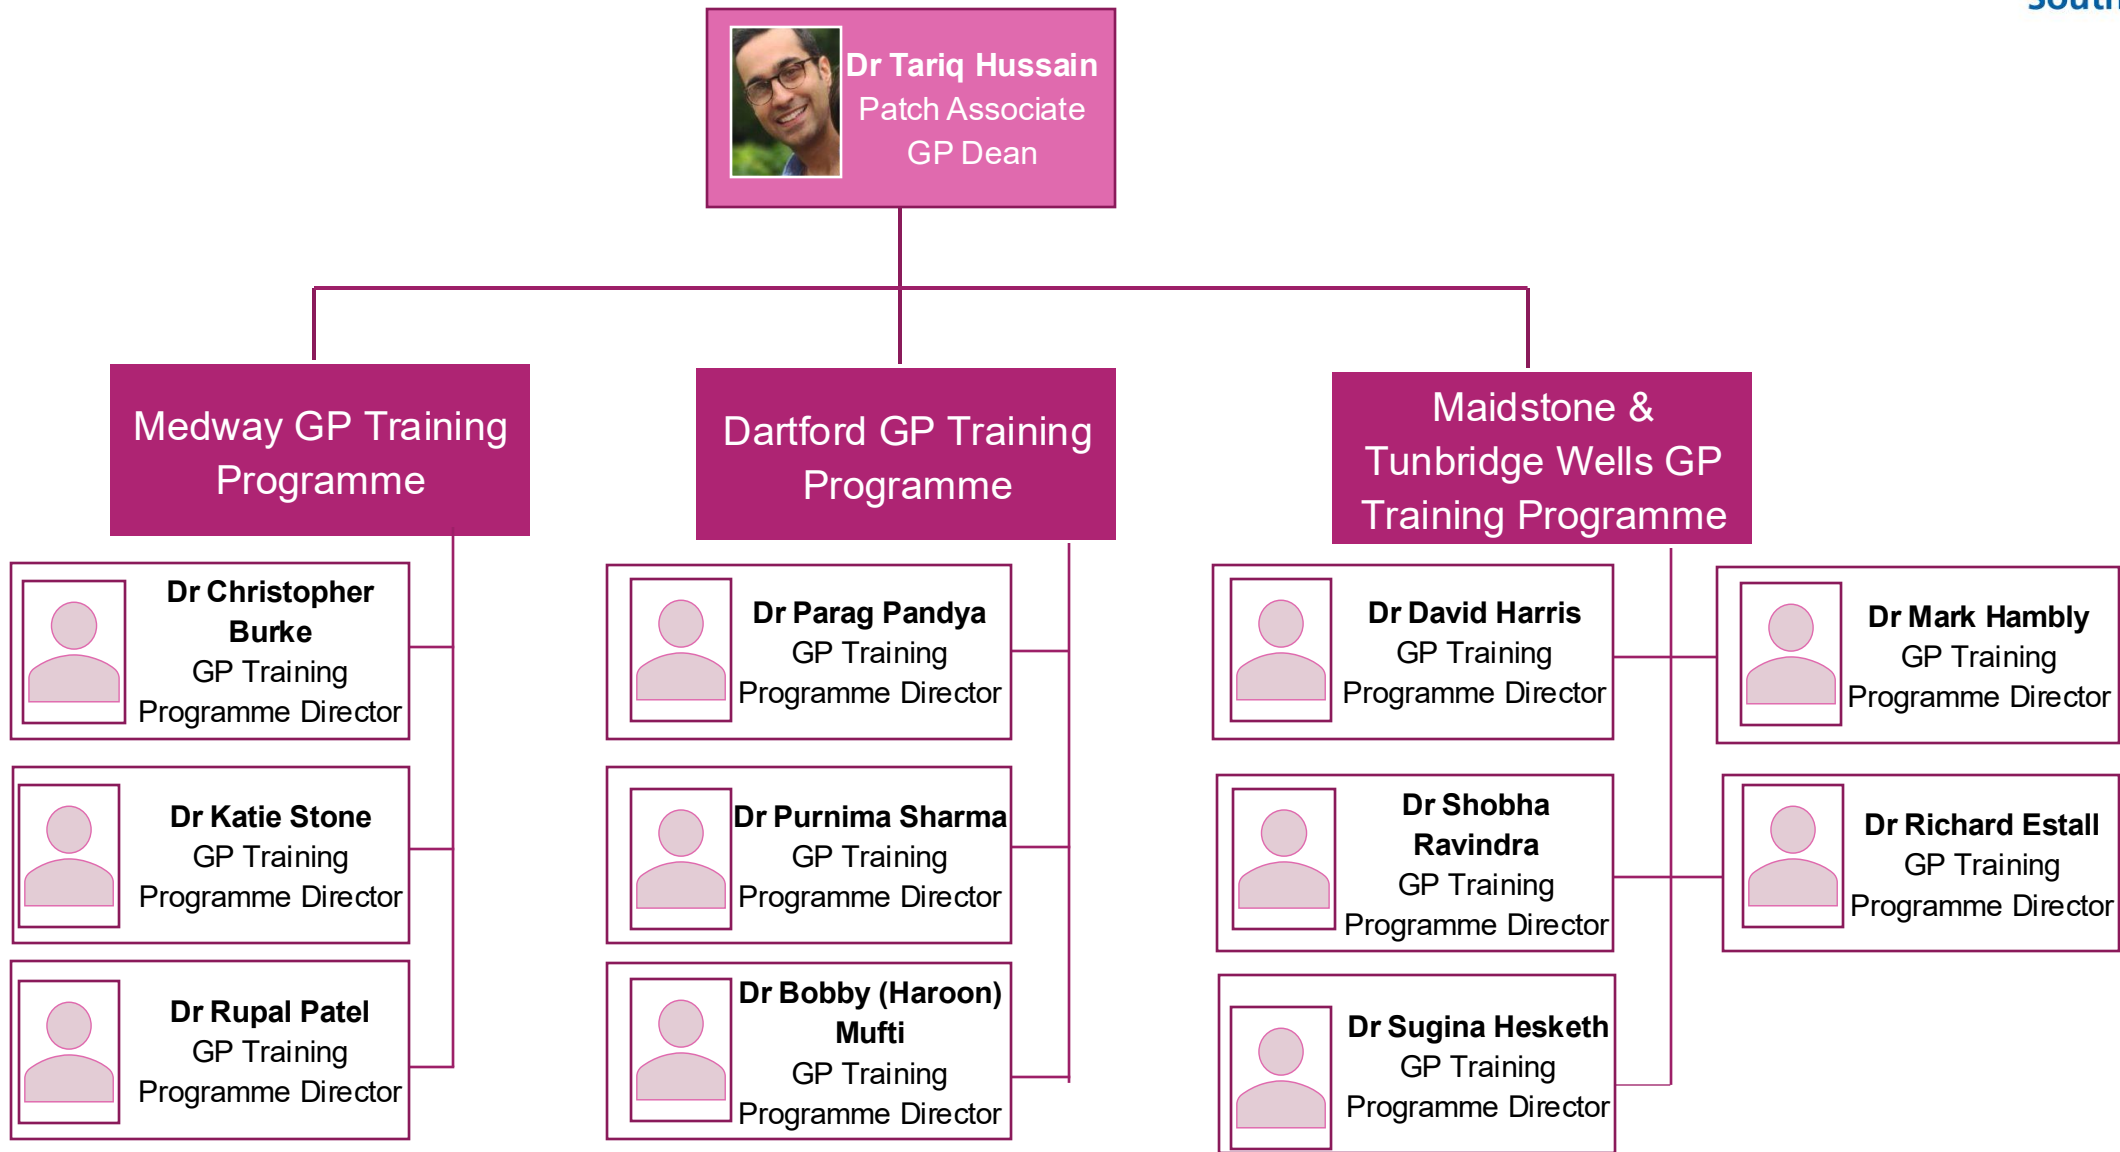 South
Dr Tariq Hussain
Patch Associate
GP Dean
Medway GP Training
Programme
Dartford GP Training
Programme
Maidstone &
Tunbridge Wells GP
Training Programme
Dr Christopher
Burke
GP Training
Programme Director
Dr Katie Stone
GP Training
Programme Director
Dr Rupal Patel
GP Training
Programme Director
Dr Parag Pandya
GP Training
Programme Director
Dr Purnima Sharma
GP Training
Programme Director
Dr Bobby (Haroon)
Mufti
GP Training
Programme Director
Dr David Harris
GP Training
Programme Director
Dr Shobha
Ravindra
GP Training
Programme Director
Dr Sugina Hesketh
GP Training
Programme Director
Dr Mark Hambly
GP Training
Programme Director
Dr Richard Estall
GP Training
Programme Director